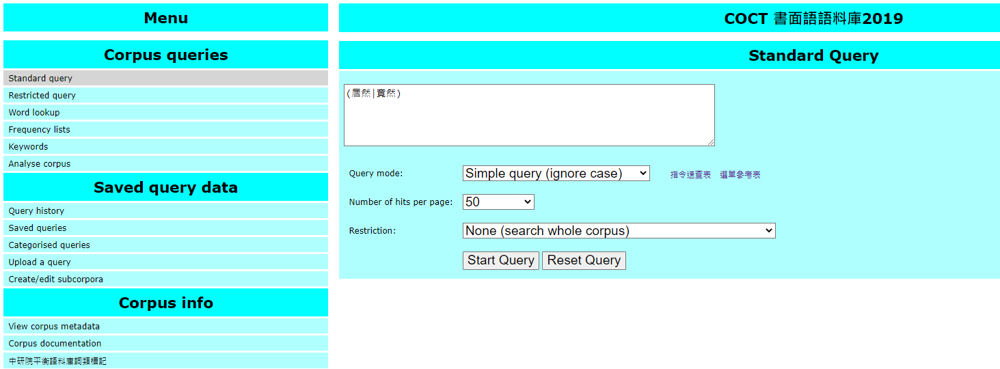 Menu
Corpus queries
Standard query
Restricted query
Word lookup
Frequency lists
Keywords
Analyse corpus
Saved query data
Query history
Saved queries
Categorised queries
Upload a query
Create/edit subcorpora
Corpus info
View corpus metadata
Corpus documentation
中研院平衡語料庫詞類標記
COCT 書面語語料庫2019
Standard Query
(居然|竟然)
Query mode: Simple query (ignore case) 指令速查表 選單參考表
Number of hits per page: 50
Restriction: None (search whole corpus)
Start Query Reset Query